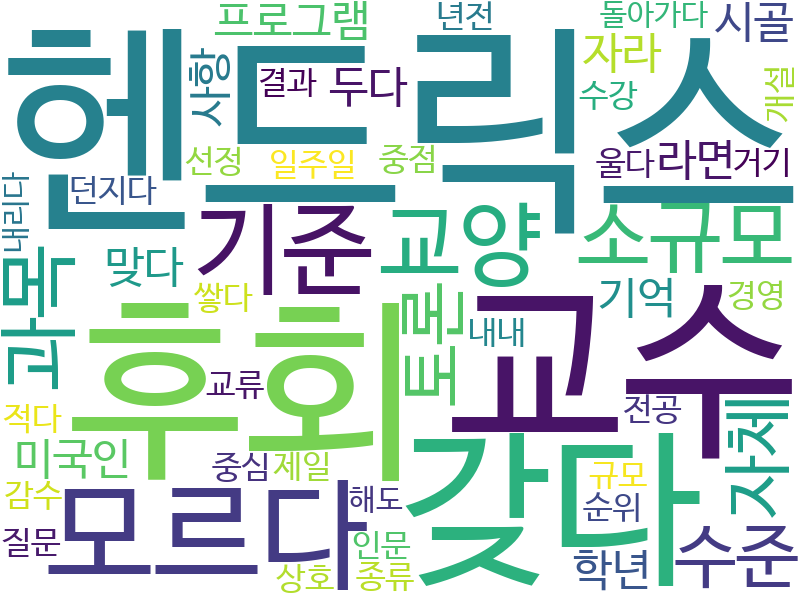 프로그램
년전
돌아가다
시골
헨드릭스
사항
결과
두다
자라
수강
개설
선정
일주일
중점
울다
라면
거기
내리다
던지다
기준
교양
소규모
과목
맞다
쌓다
토론
내내
기억
경영
후회
교수
교류
적다
미국인
중심
제일
전공
자체
갖다
감수
모르다
해도
규모
순위
질문
인문
상호
종류
학년
수준